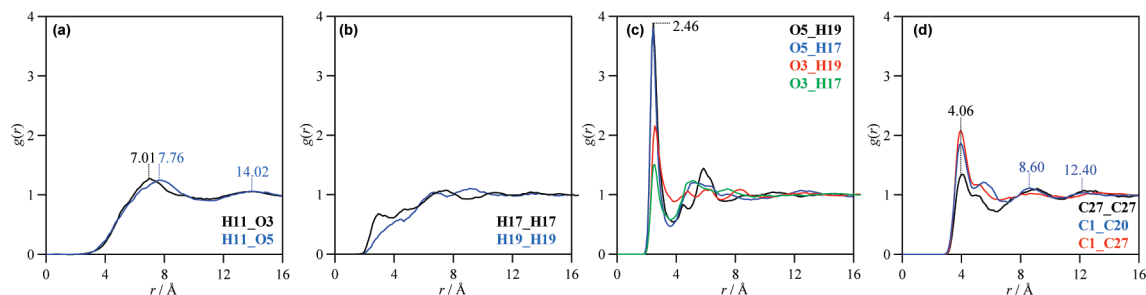 (a)
4
3
2
1
0
g(r)
7.01
7.76
14.02
H11_O3
H11_O5
0 4 8 12 16
r / Å
(b)
4
3
2
1
0
g(r)
H17_H17
H19_H19
0 4 8 12 16
r / Å
(c)
4
3
2
1
0
g(r)
2.46
O5_H19
O5_H17
O3_H19
O3_H17
0 4 8 12 16
r / Å
(d)
4
3
2
1
0
g(r)
4.06
8.60
12.40
C27_C27
C1_C20
C1_C27
0 4 8 12 16
r / Å